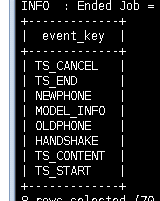 INFO  : Ended Job =
+---------------+
|   event_key   |
+---------------+
| TS_CANCEL     |
| TS_END        |
| NEWPHONE      |
| MODEL_INFO    |
| OLDPHONE      |
| HANDSHAKE     |
| TS_CONTENT    |
| TS_START      |
+---------------+
8 rows selected (70